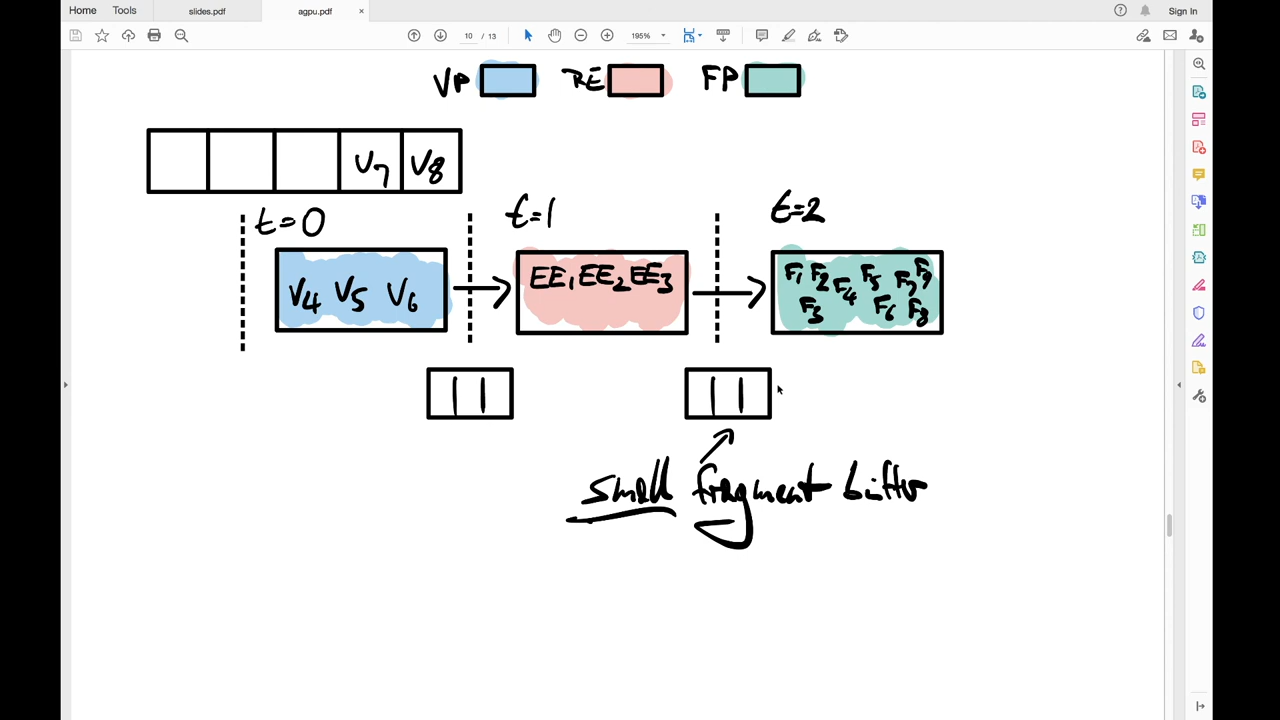 Home Tools slides.pdf agpu.pdf × Sign In
10 / 13 195%
VP RE FP
V7 V8
t=0 t=1 t=2
V4 V5 V6
EE1 EE2 EE3
F1 F2 F3 F4 F5 F6 F7 F8 F9
small fragment buffer